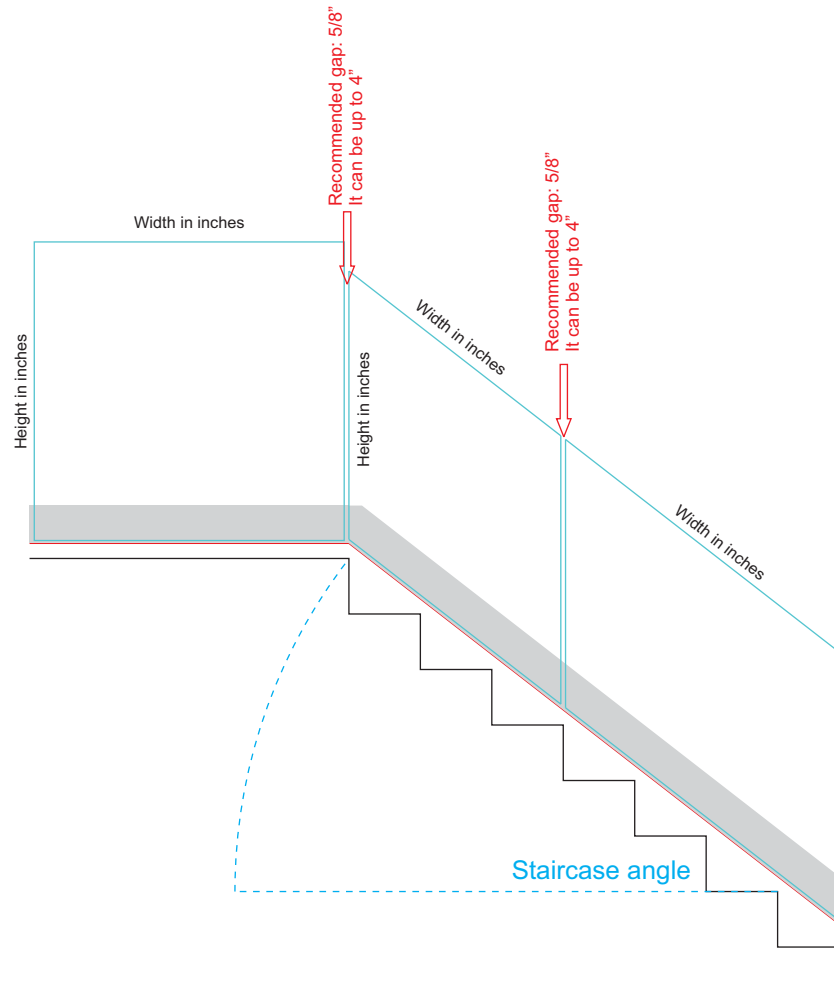 Recommended gap: 5/8”
It can be up to 4”
Recommended gap: 5/8”
It can be up to 4”
Width in inches
Width in inches
Height in inches
Height in inches
Width in inches
Staircase angle